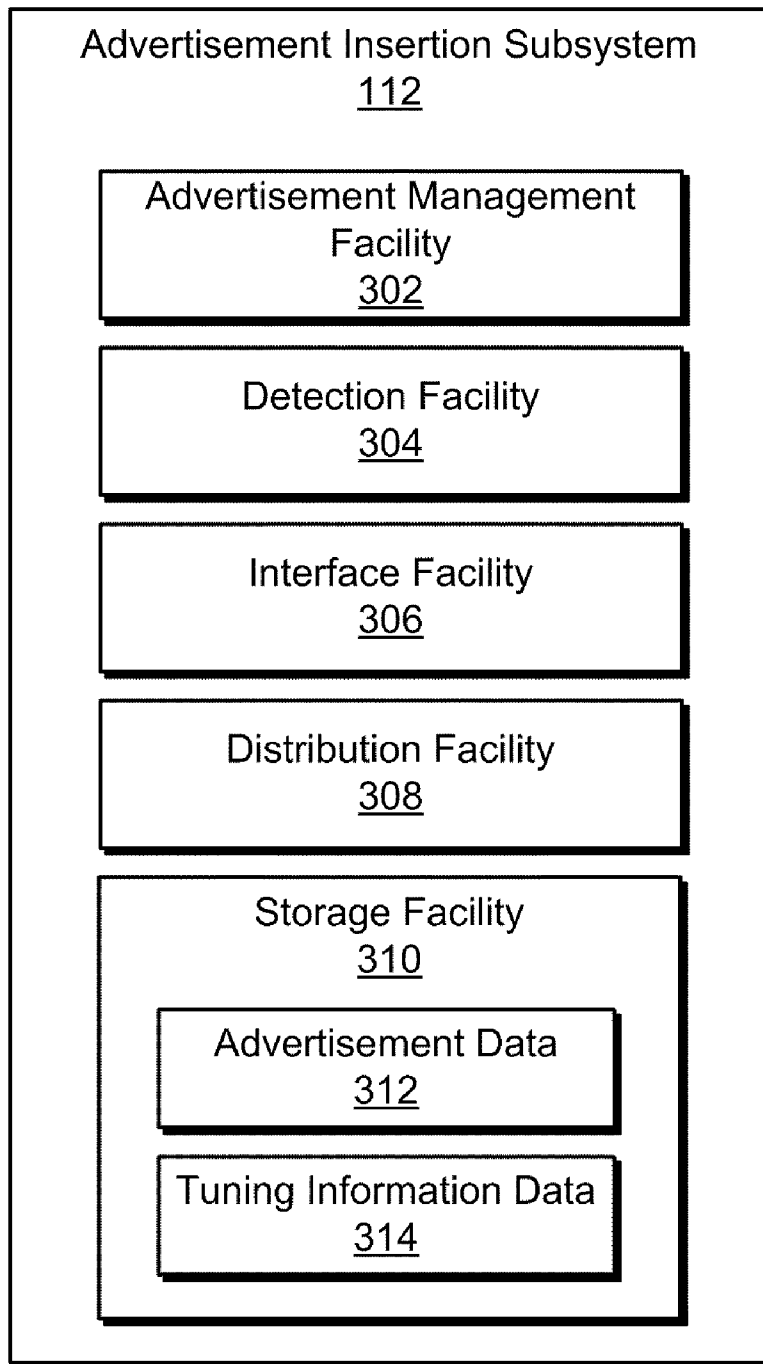 Advertisement Insertion Subsystem
112
Advertisement Management
Facility
302
Detection Facility
304
Interface Facility
306
Distribution Facility
308
Storage Facility
310
Advertisement Data
312
Tuning Information Data
314